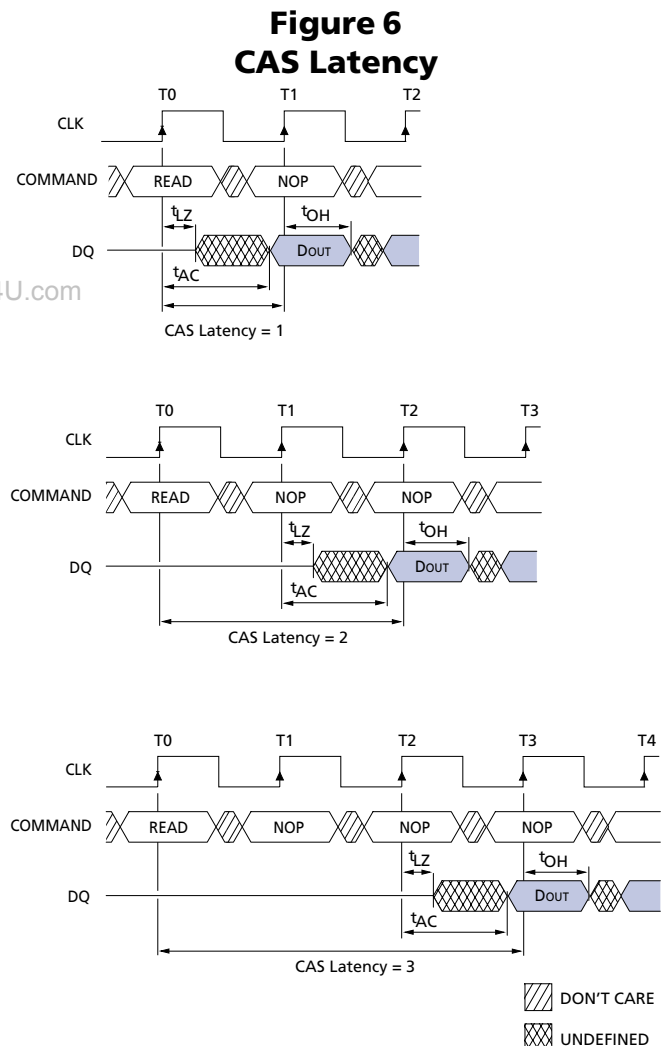 Figure 6
CAS Latency
T0 T1 T2
CLK
COMMAND READ NOP
tLZ tOH
DQ DOUT
tAC
4U.com
CAS Latency = 1
T0 T1 T2 T3
CLK
COMMAND READ NOP NOP
tLZ tOH
DQ DOUT
tAC
CAS Latency = 2
T0 T1 T2 T3 T4
CLK
COMMAND READ NOP NOP NOP
tLZ tOH
DQ DOUT
tAC
CAS Latency = 3
DON'T CARE
UNDEFINED